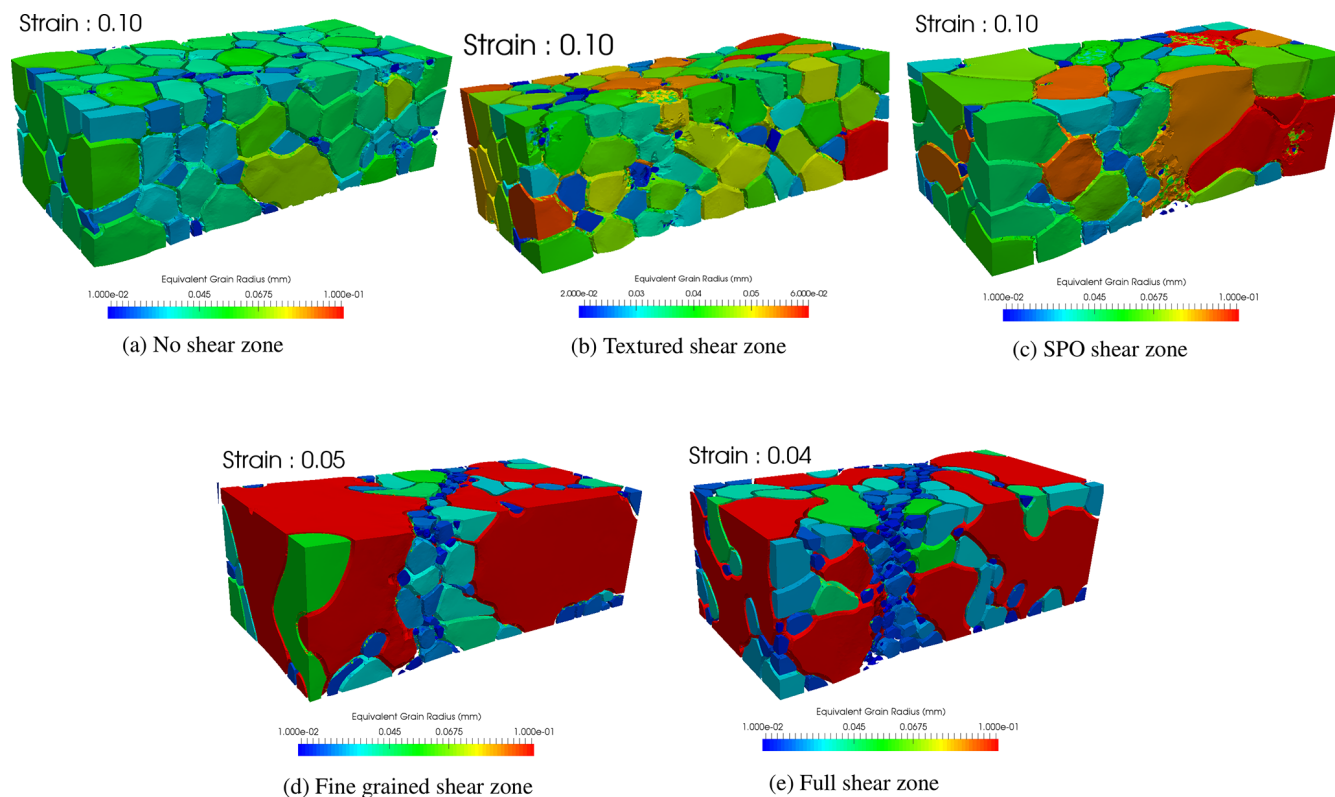 Strain : 0.10
Equivalent Grain Radius (mm)
1.000e-02 0.045 0.0675 1.000e-01
(a) No shear zone
Strain : 0.10
Equivalent Grain Radius (mm)
2.000e-02 0.03 0.04 0.05 6.000e-02
(b) Textured shear zone
Strain : 0.10
Equivalent Grain Radius (mm)
1.000e-02 0.045 0.0675 1.000e-01
(c) SPO shear zone
Strain : 0.05
Equivalent Grain Radius (mm)
1.000e-02 0.045 0.0675 1.000e-01
(d) Fine grained shear zone
Strain : 0.04
Equivalent Grain Radius (mm)
1.000e-02 0.045 0.0675 1.000e-01
(e) Full shear zone